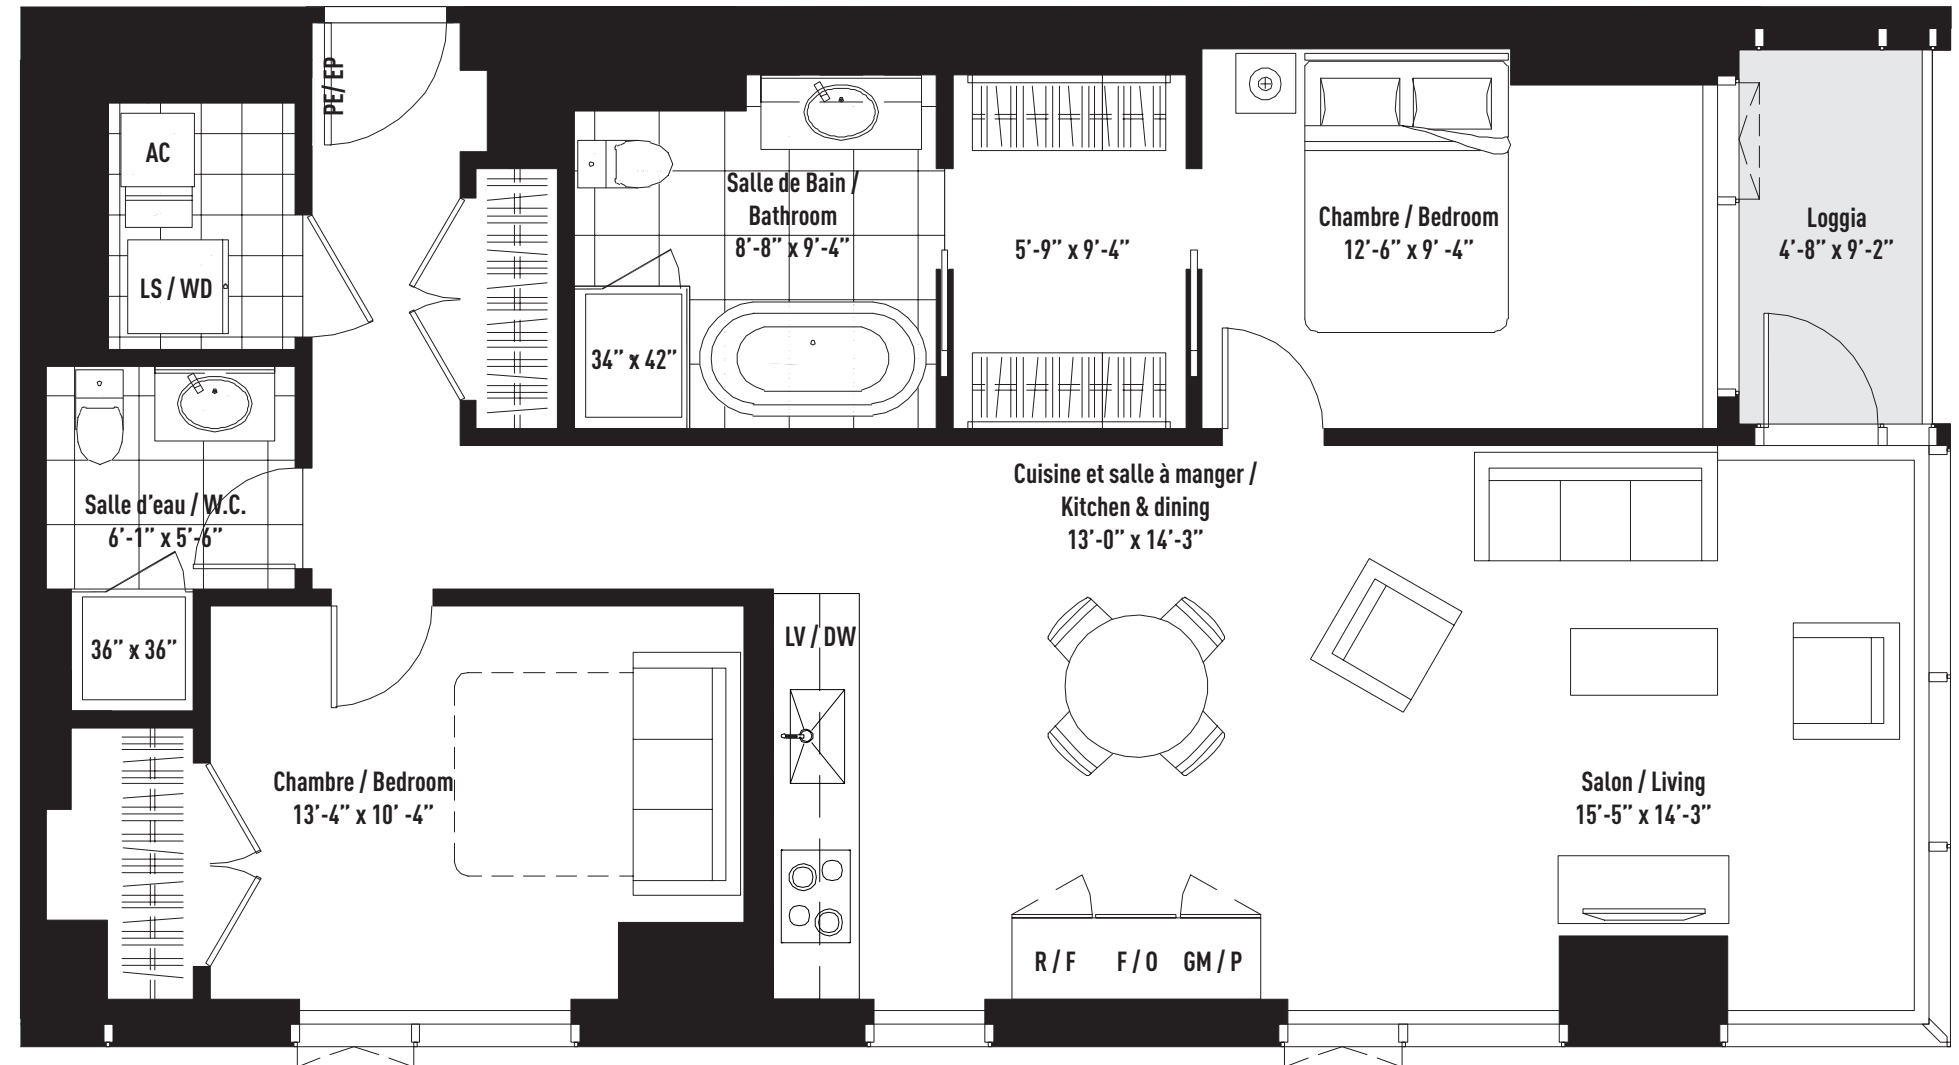 PE/ EP
AC
LS / WD
Salle de Bain /
Bathroom
8’-8” x 9’-4”
5’-9” x 9’-4”
Chambre / Bedroom
12’-6” x 9’ -4”
Loggia
4’-8” x 9’-2”
34” x 42”
Salle d’eau / W.C.
6’-1” x 5’-6”
36” x 36”
Cuisine et salle à manger /
Kitchen & dining
13’-0” x 14’-3”
LV / DW
Chambre / Bedroom
13’-4” x 10’ -4”
Salon / Living
15’-5” x 14’-3”
R / F
F / O
GM / P